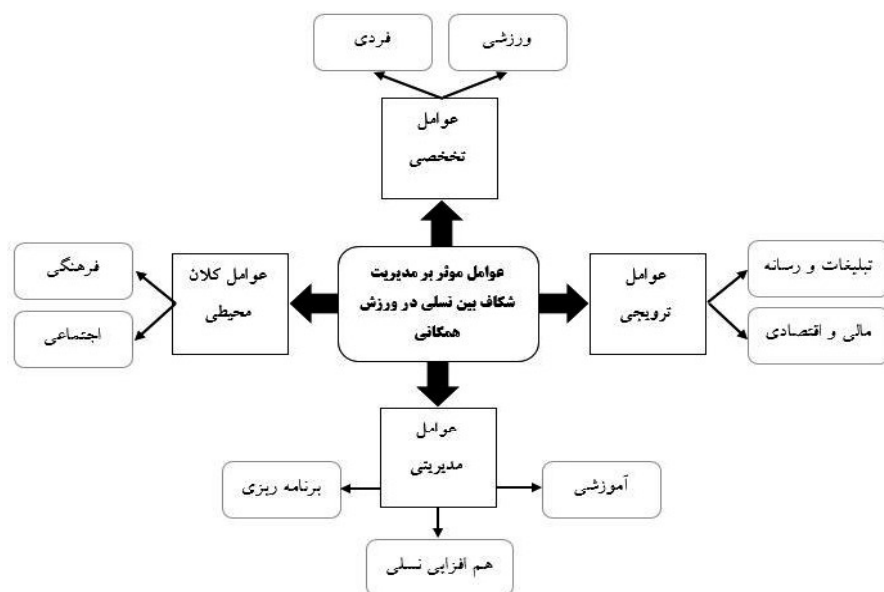 ورزشی
فردی
عوامل
تخخصی
عوامل موثر بر مدیریت
شکاف بین نسلی در ورزش
همگانی
عوامل
ترویجی
تبلیغات و رسانه
مالی و اقتصادی
عوامل کلان
محیطی
فرهنگی
اجتماعی
عوامل
مدیریتی
آموزشی
برنامه ریزی
هم افزایی نسلی